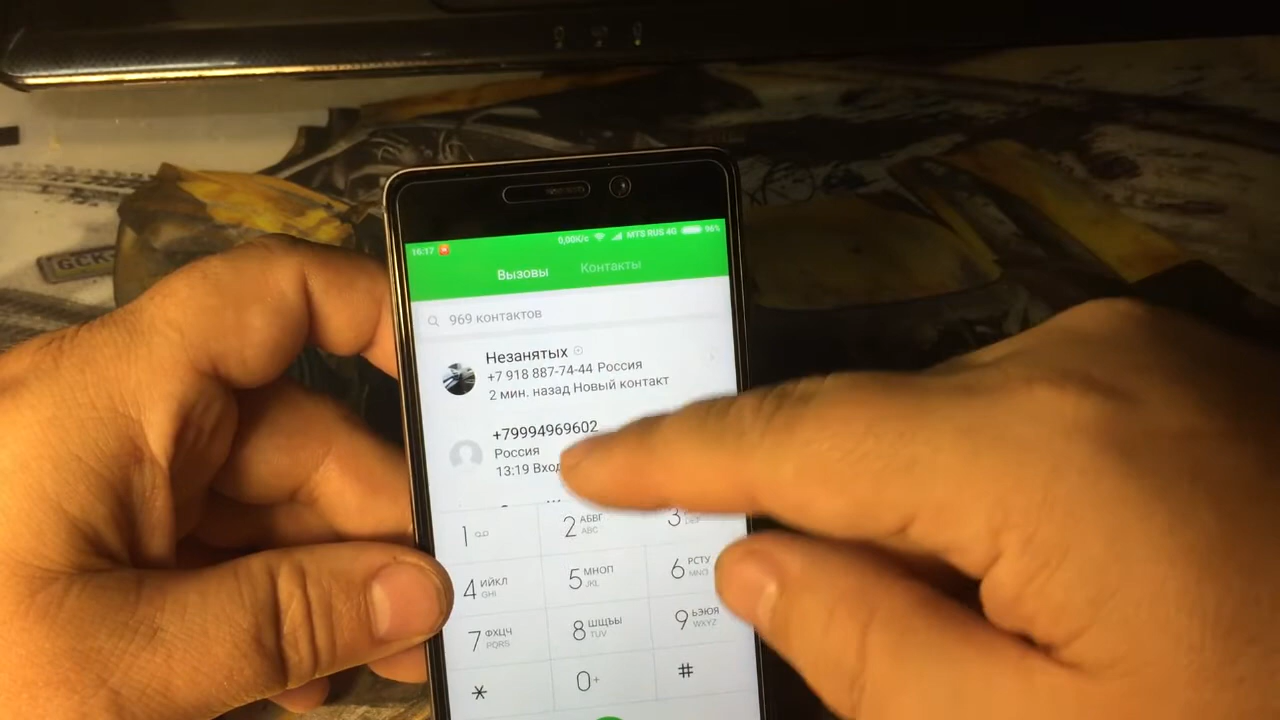 16:17 0,00K/c MTS RUS 4G 96%
Вызовы Контакты
969 контактов
Незанятых
+7 918 887-74-44 Россия
2 мин. назад Новый контакт
+79994969602
Россия
13:19
1 2 АБВГ 3
ABC
4 ИЙКЛ 5 МНОП 6 РСТУ
GHI JKL MNO
7 ФХЦЧ 8 ШЩЪЫ 9 ЬЭЮЯ
PQRS TUV WXYZ
* 0+ #